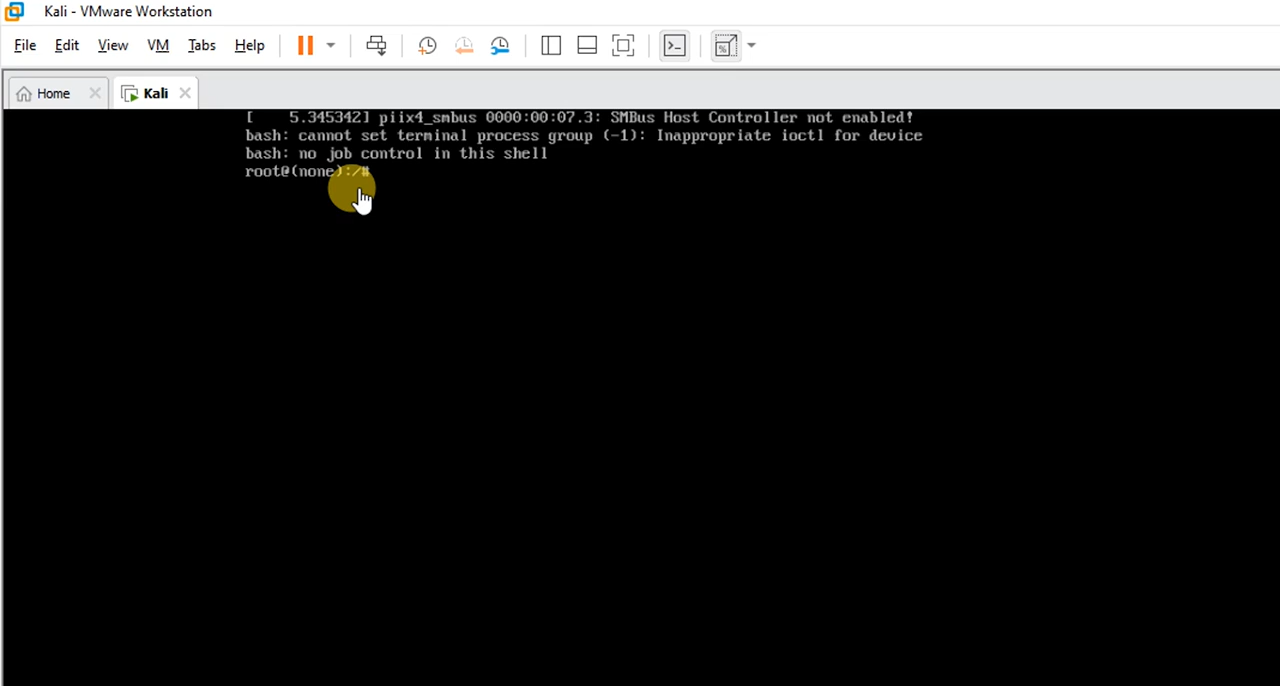 Kali - VMware Workstation
File Edit View VM Tabs Help
Home Kali
[    5.345342] piix4_smbus 0000:00:07.3: SMBus Host Controller not enabled!
bash: cannot set terminal process group (-1): Inappropriate ioctl for device
bash: no job control in this shell
root@(none):/#